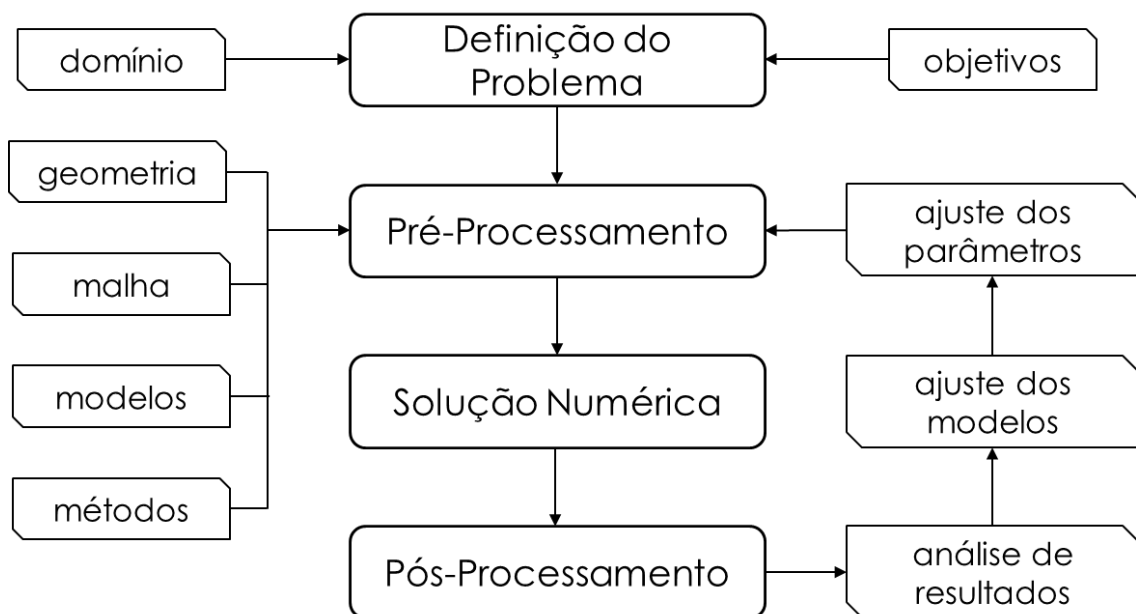 domínio
Definição do
Problema
objetivos
geometria
malha
modelos
métodos
Pré-Processamento
ajuste dos
parâmetros
Solução Numérica
ajuste dos
modelos
Pós-Processamento
análise de
resultados